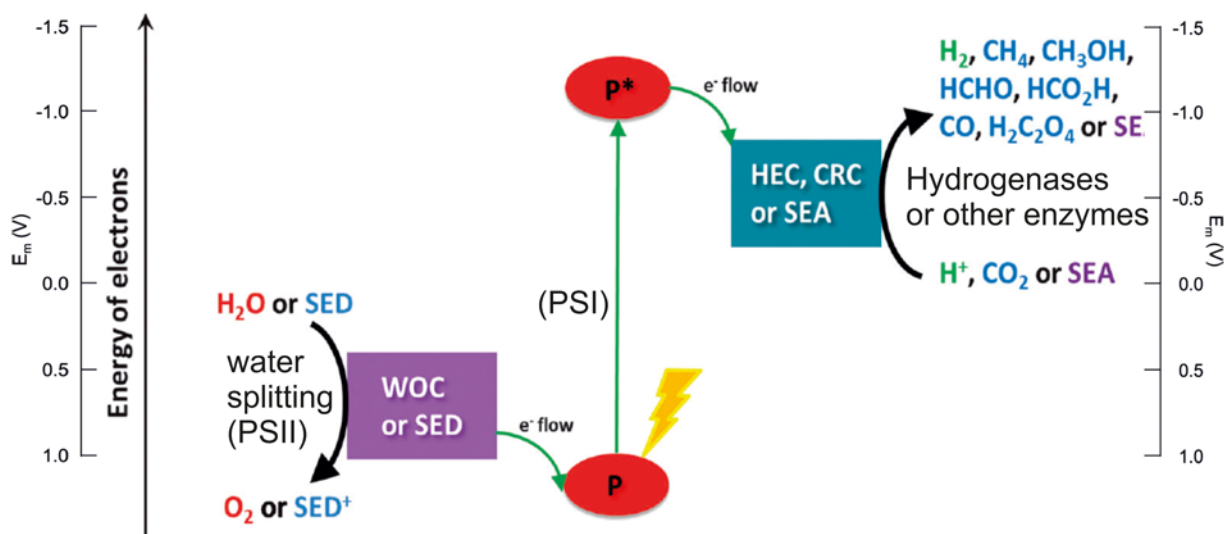 -1.5
-1.0
-0.5
0.0
0.5
1.0
E_m (V)
Energy of electrons
H₂O or SED
water
splitting
(PSII)
O₂ or SED⁺
WOC
or SED
e⁻ flow
P
(PSI)
P*
e⁻ flow
HEC, CRC
or SEA
H₂, CH₄, CH₃OH,
HCHO, HCO₂H,
CO, H₂C₂O₄ or SE
Hydrogenases
or other enzymes
H⁺, CO₂ or SEA
-1.5
-1.0
-0.5
0.0
0.5
1.0
E_m (V)